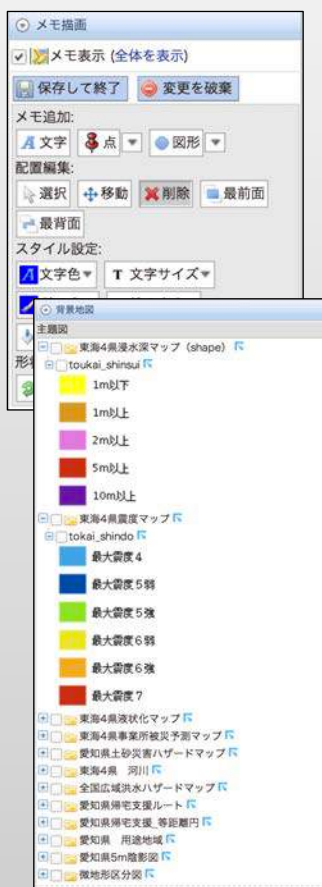 メモ描画
メモ表示 (全体を表示)
保存して終了 変更を破棄
メモ追加:
A 文字 点 図形
配置編集:
選択 移動 削除 最前面
最背面
スタイル設定:
A 文字色 T 文字サイズ
背景地図
主題図
東海4県浸水深マップ（shape）
toukai_shinsui
1m以下
1m以上
2m以上
5m以上
10m以上
東海4県震度マップ
tokai_shindo
最大震度4
最大震度5弱
最大震度5強
最大震度6弱
最大震度6強
最大震度7
東海4県液状化マップ
東海4県事業所被災予測マップ
愛知県土砂災害ハザードマップ
東海4県 河川
全国広域洪水ハザードマップ
愛知県帰宅支援ルート
愛知県帰宅支援_等距離円
愛知県 用途地域
愛知県5m陰影図
微地形区分図